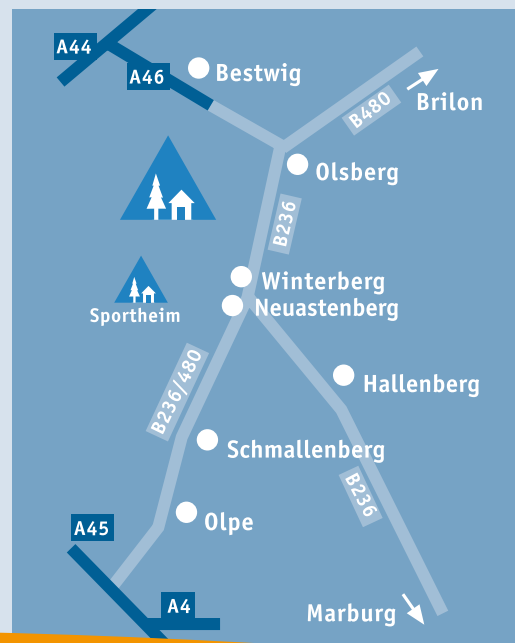 A44
A46
Bestwig
B480
Brilon
Olsberg
B236
Winterberg
Neuastenberg
Sportheim
B236/480
Hallenberg
Schmallenberg
B236
Olpe
A45
A4
Marburg